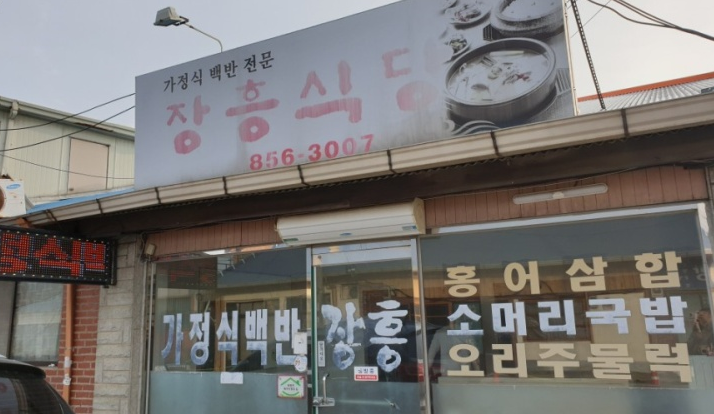 가정식 백반 전문
장흥식당
856-3007
가정식백반
장흥
홍어삼합
소머리국밥
오리주물럭